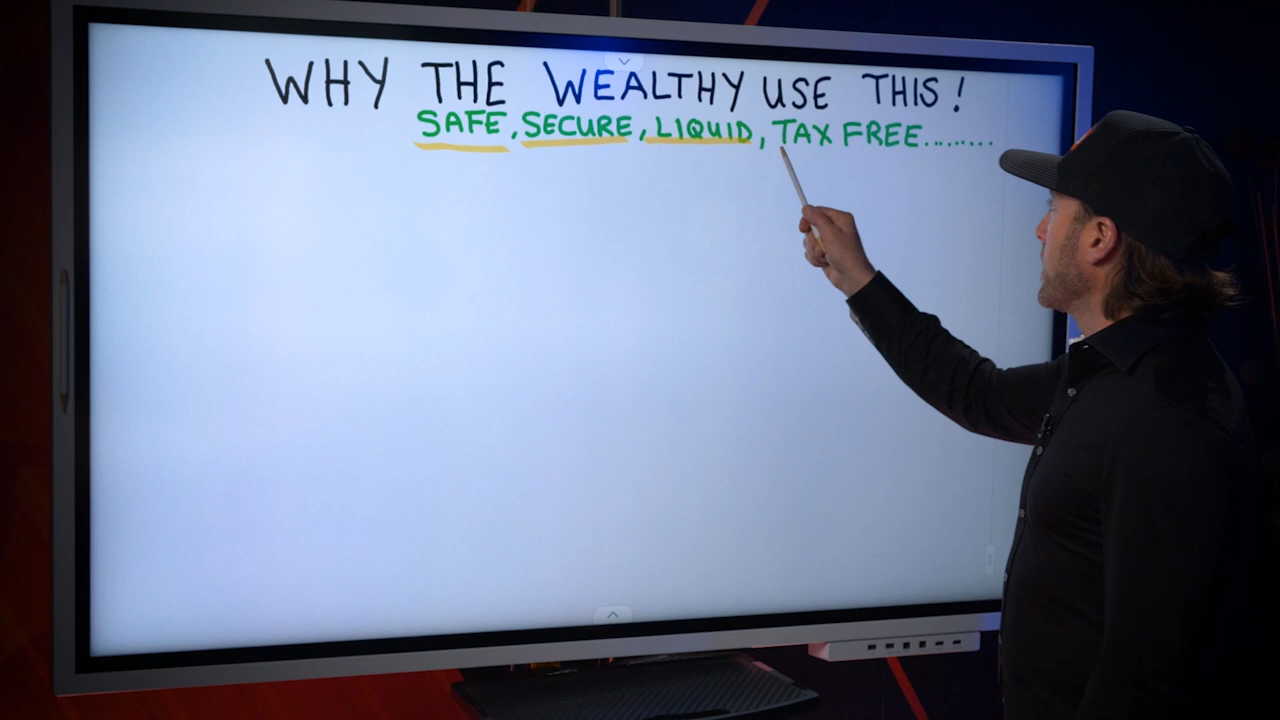 WHY THE WEALTHY USE THIS!
SAFE, SECURE, LIQUID, TAX FREE.........